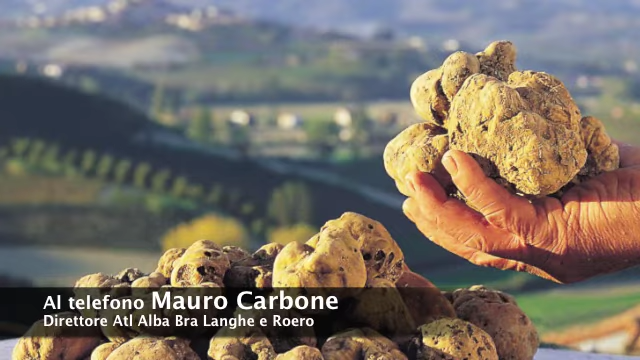 Al telefono Mauro Carbone
Direttore Atl Alba Bra Langhe e Roero